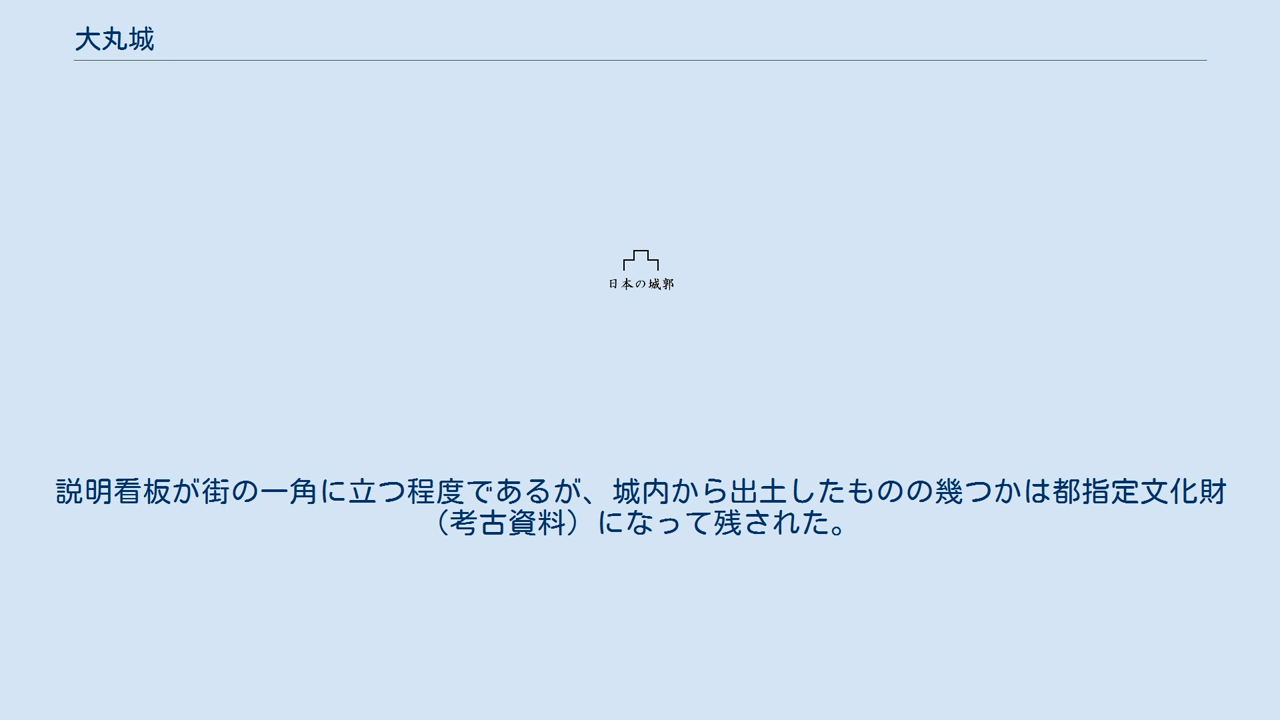 大丸城
日本の城郭
説明看板が街の一角に立つ程度であるが、城内から出土したものの幾つかは都指定文化財
（考古資料）になって残された。